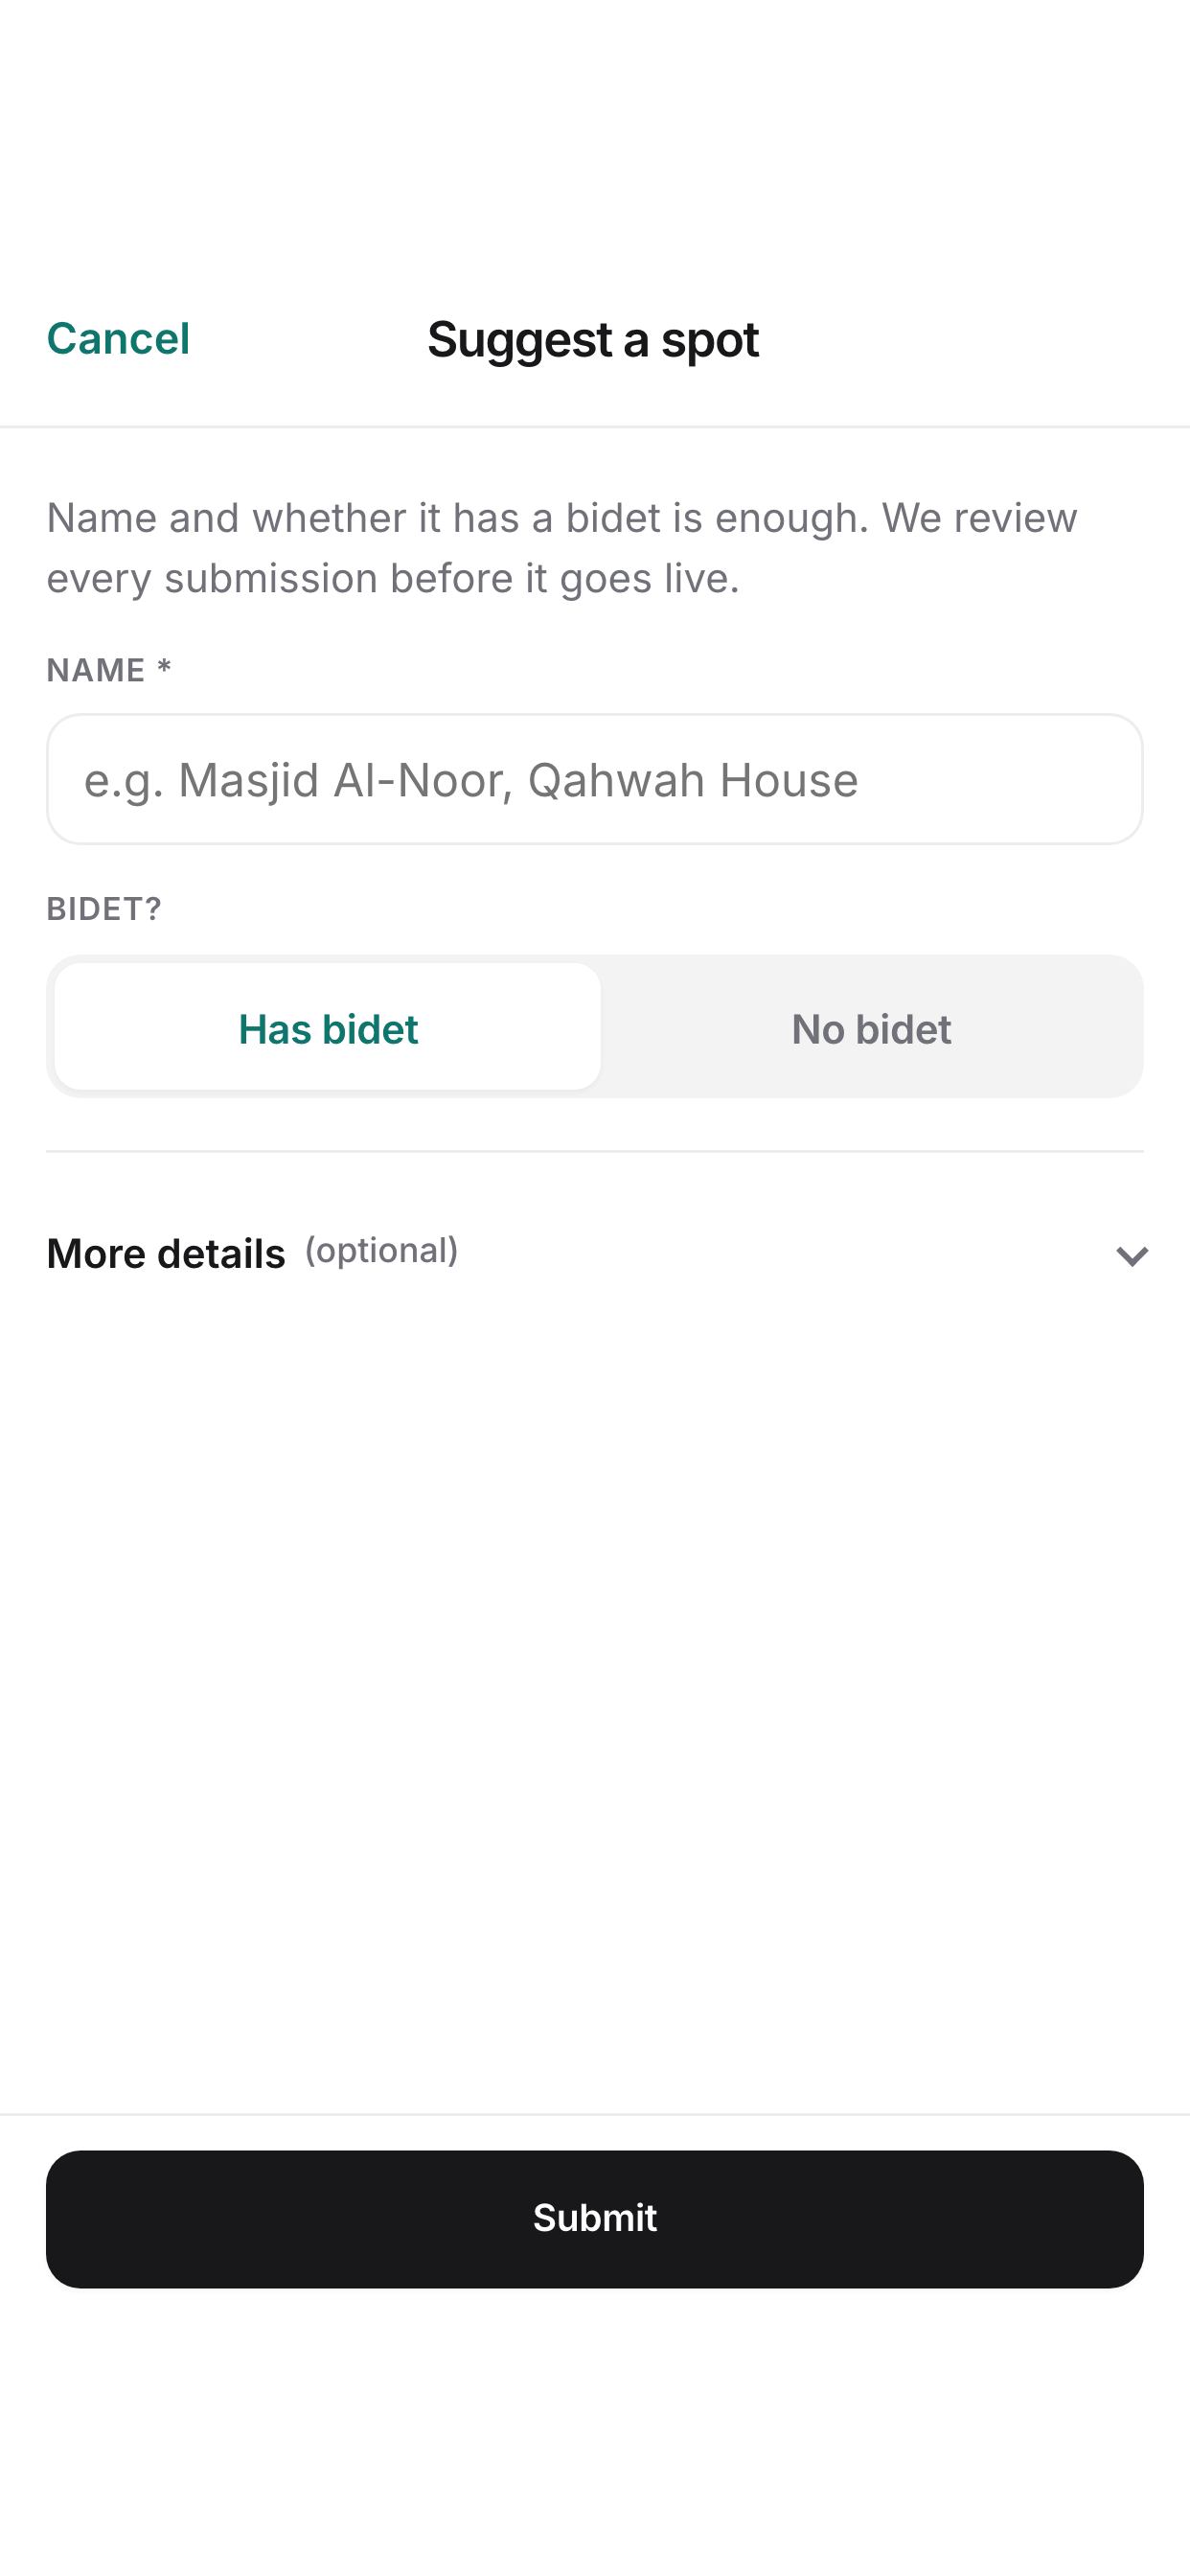 Cancel
Suggest a spot
Name and whether it has a bidet is enough. We review
every submission before it goes live.
NAME *
e.g. Masjid Al-Noor, Qahwah House
BIDET?
Has bidet
No bidet
More details (optional)
Submit